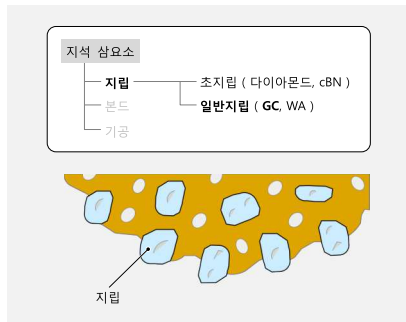 지석 삼요소
지립
초지립 ( 다이아몬드, cBN )
일반지립 ( GC, WA )
본드
기공
지립